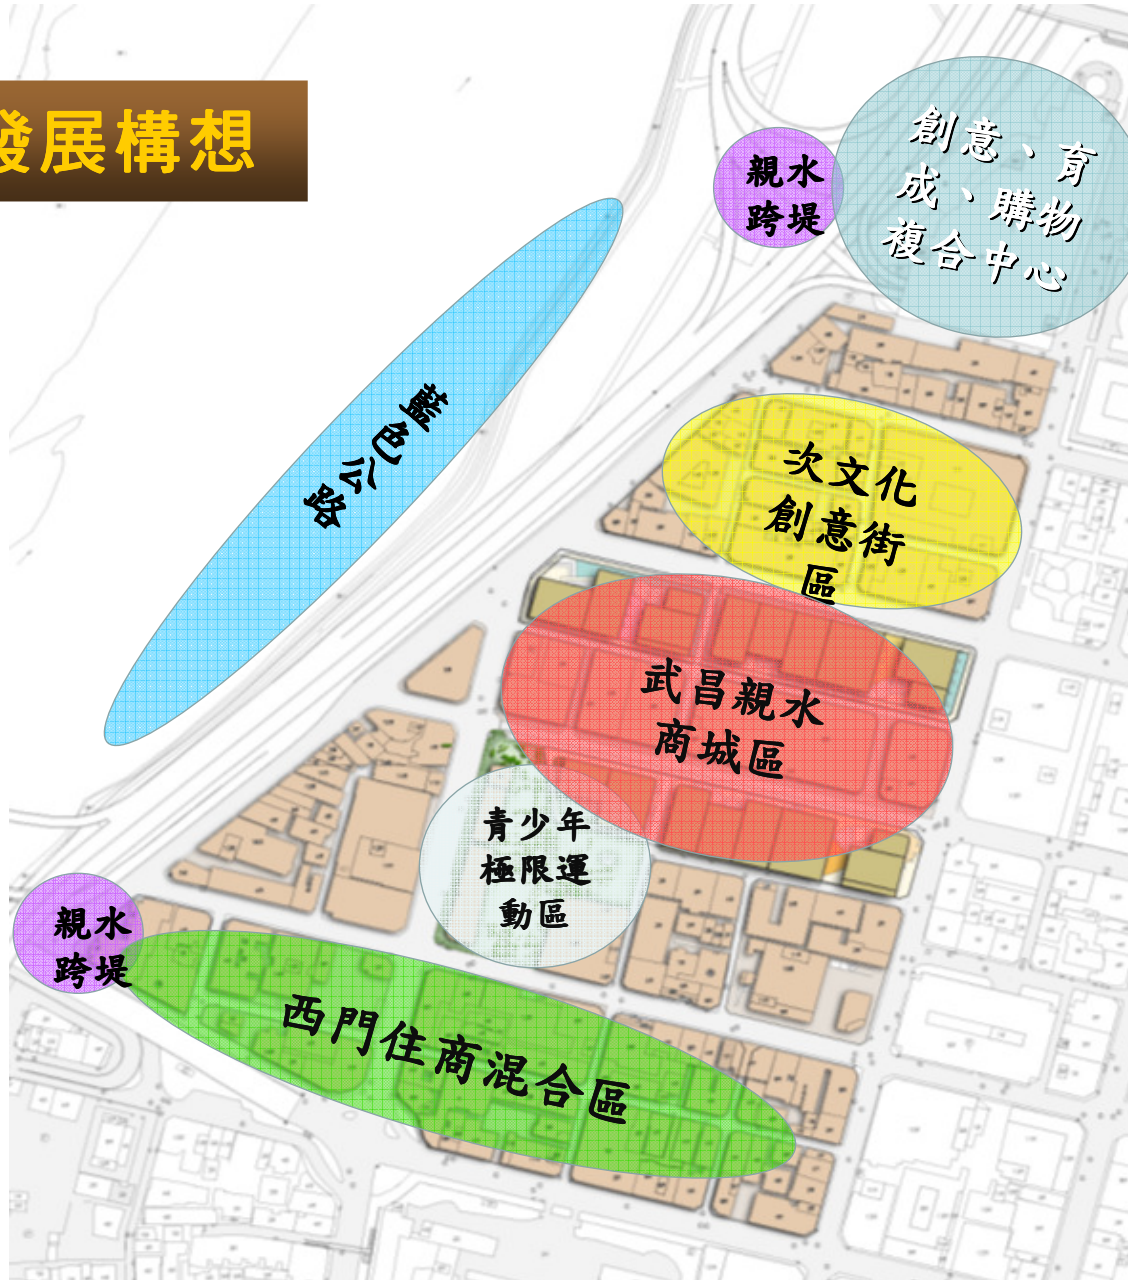 發展構想
親水
跨堤
創意、育
成、購物
複合中心
藍色公路
次文化
創意街
區
武昌親水
商城區
青少年
極限運
動區
親水
跨堤
西門住商混合區